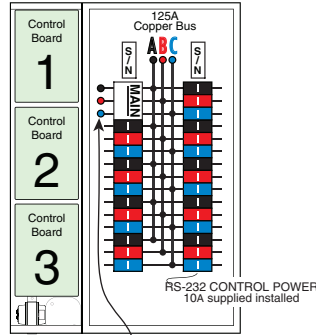 Control
Board
1
Control
Board
2
Control
Board
3
125A
Copper Bus
A B C
S/N
S/N
MAIN
RS-232 CONTROL POWER
10A supplied installed